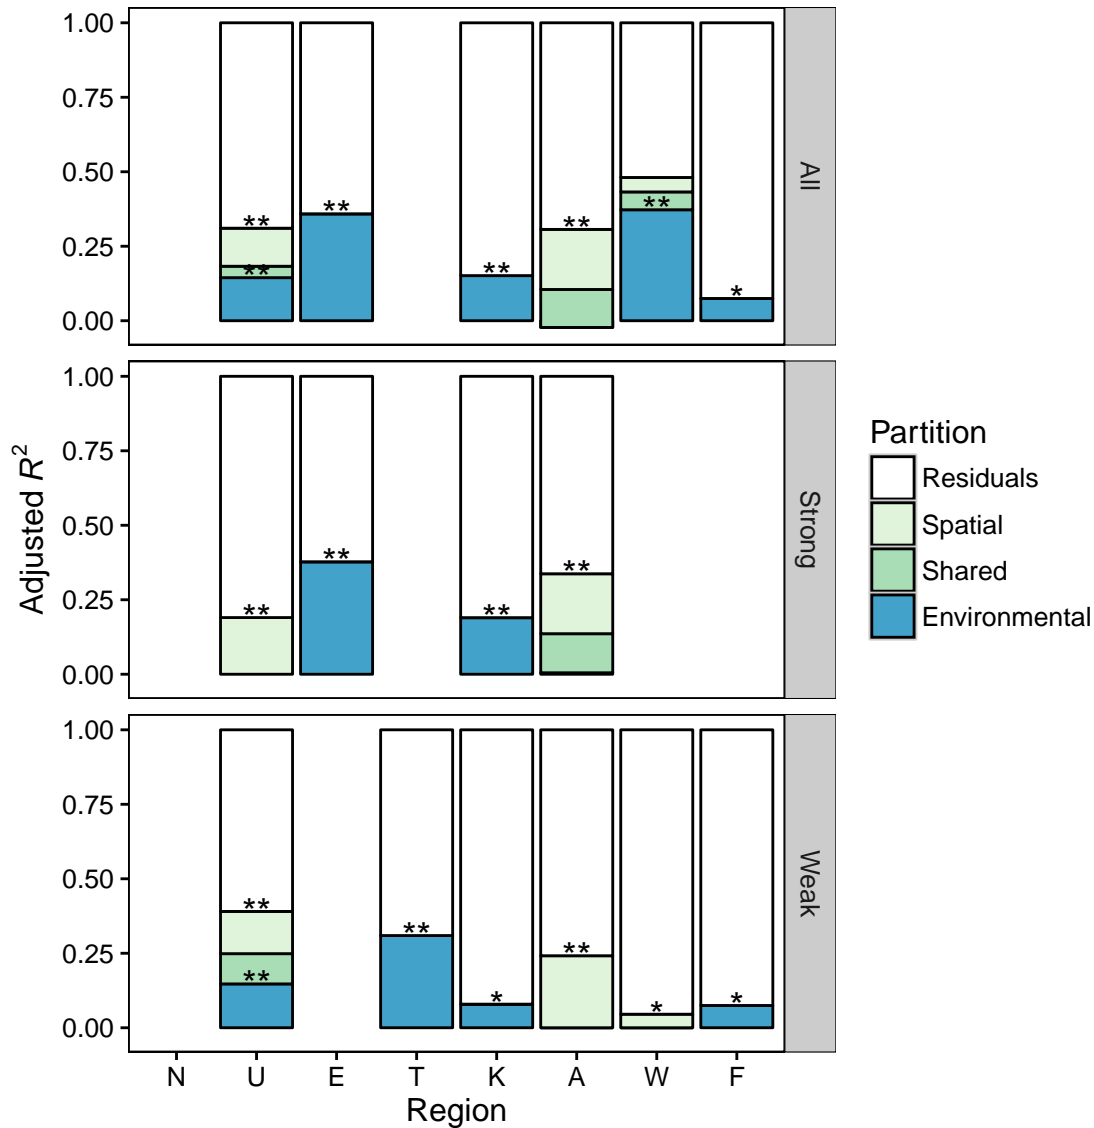 1.00
0.75
0.50
0.25
0.00
** ** ** ** ** ** ** *
All
1.00
0.75
0.50
0.25
0.00
** ** ** **
Strong
1.00
0.75
0.50
0.25
0.00
** ** ** * ** * *
Weak
N U E T K A W F
Region
Adjusted R²
Partition
Residuals
Spatial
Shared
Environmental